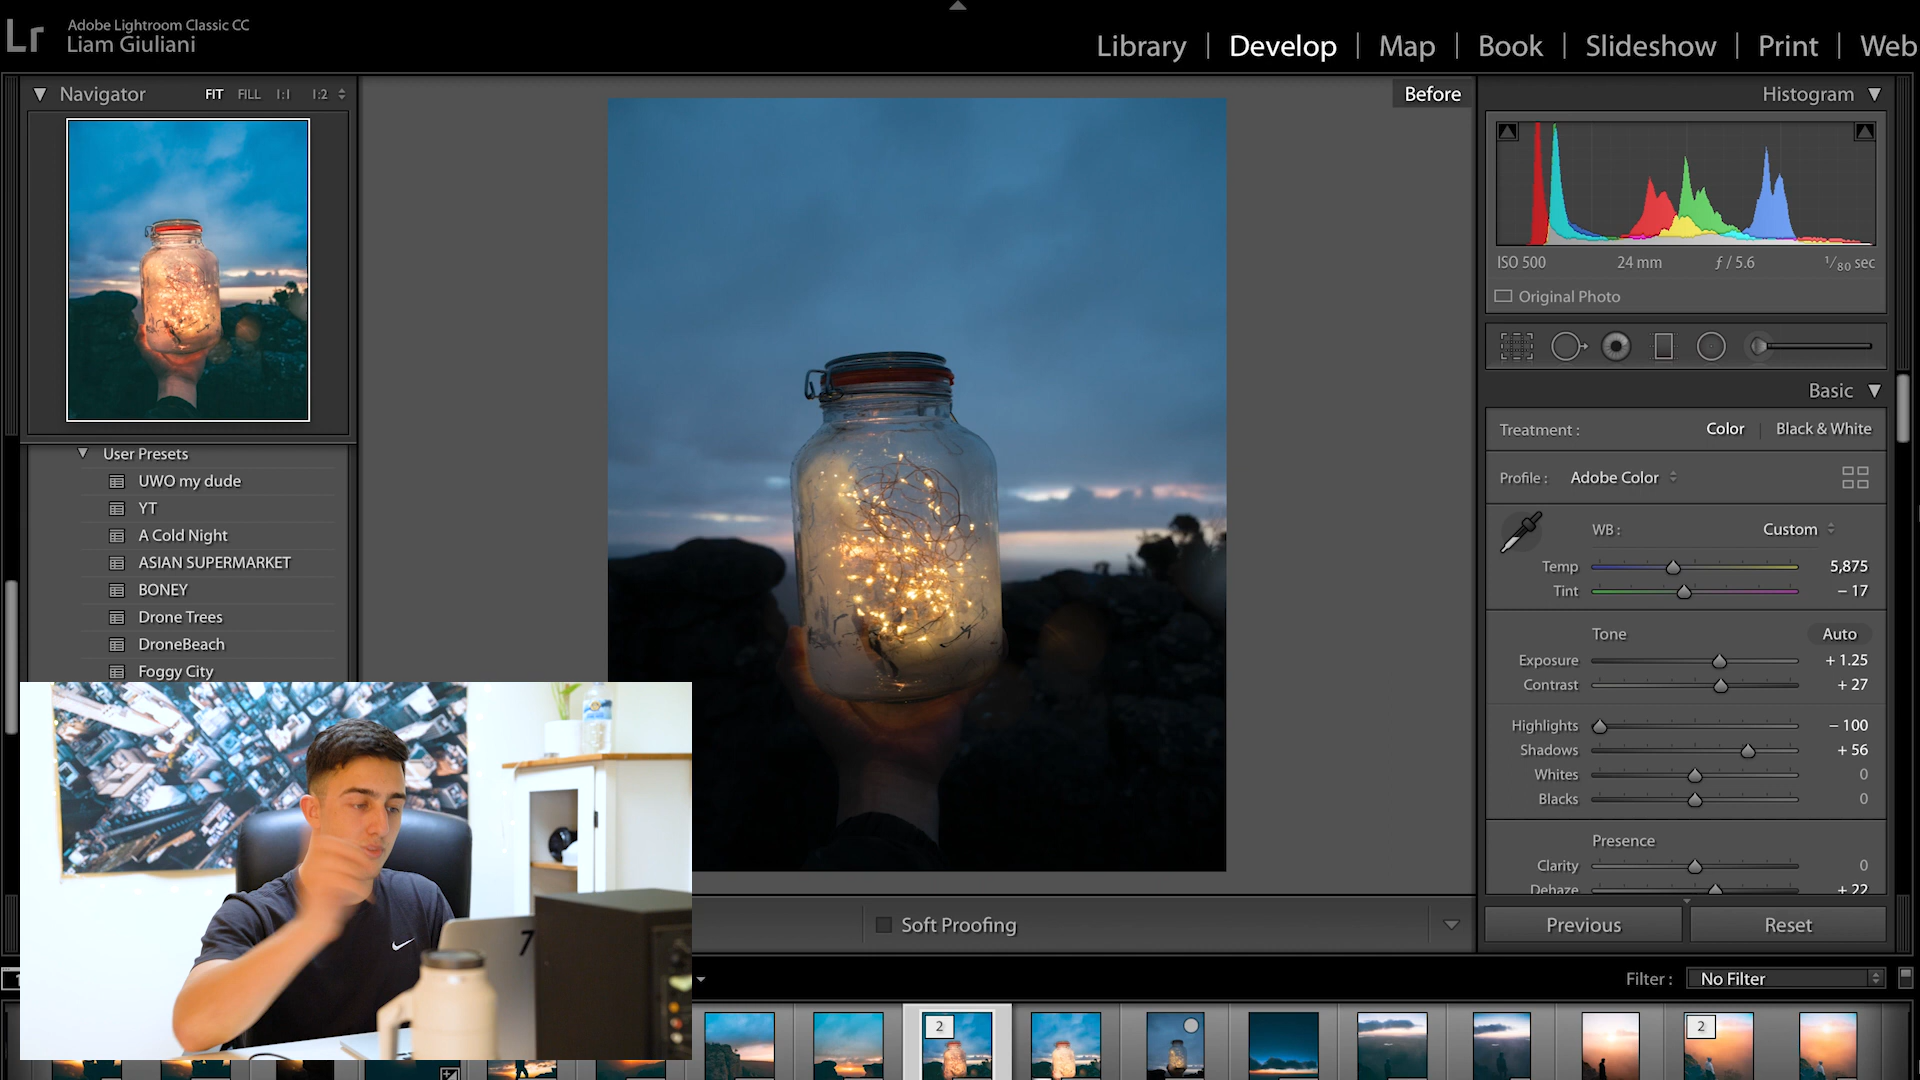 Lr
Adobe Lightroom Classic CC
Liam Giuliani
Library | Develop | Map | Book | Slideshow | Print | Web
Navigator FIT FILL 1:1 1:2
Before
Histogram
ISO 500 24 mm ƒ / 5.6 1/80 sec
Original Photo
Basic
Treatment : Color Black & White
Profile : Adobe Color
WB : Custom
Temp 5,875
Tint – 17
Tone Auto
Exposure + 1.25
Contrast + 27
Highlights – 100
Shadows + 56
Whites 0
Blacks 0
Presence
Clarity 0
Dehaze + 22
Previous Reset
User Presets
UWO my dude
YT
A Cold Night
ASIAN SUPERMARKET
BONEY
Drone Trees
DroneBeach
Foggy City
Soft Proofing
Filter : No Filter
7
2
2